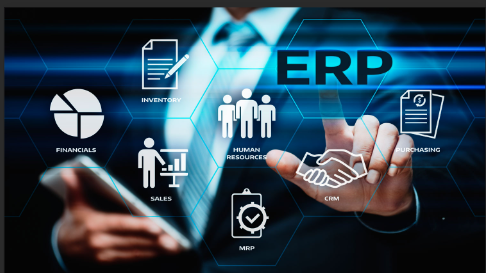 ERP
INVENTORY
FINANCIALS
HUMAN
RESOURCES
PURCHASING
SALES
CRM
MRP